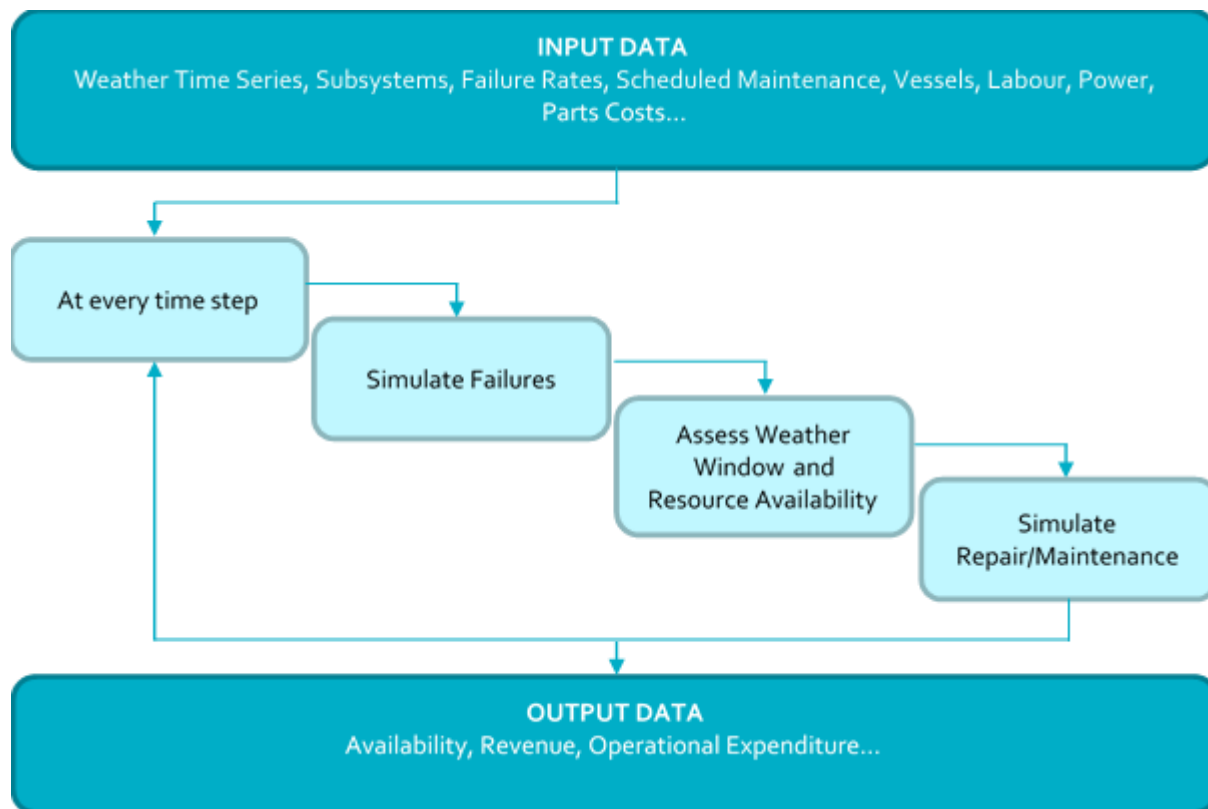 INPUT DATA
Weather Time Series, Subsystems, Failure Rates, Scheduled Maintenance, Vessels, Labour, Power,
Parts Costs...
At every time step
Simulate Failures
Assess Weather
Window and
Resource Availability
Simulate
Repair/Maintenance
OUTPUT DATA
Availability, Revenue, Operational Expenditure...